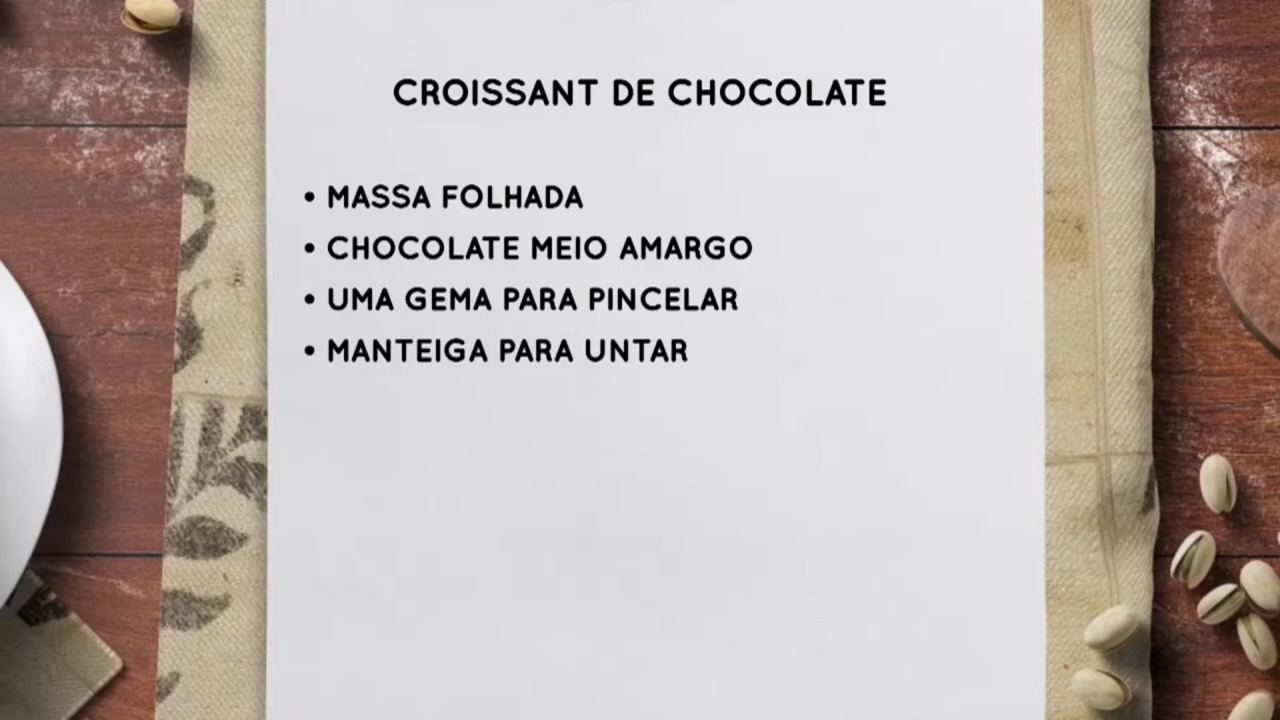 CROISSANT DE CHOCOLATE
• MASSA FOLHADA
• CHOCOLATE MEIO AMARGO
• UMA GEMA PARA PINCELAR
• MANTEIGA PARA UNTAR